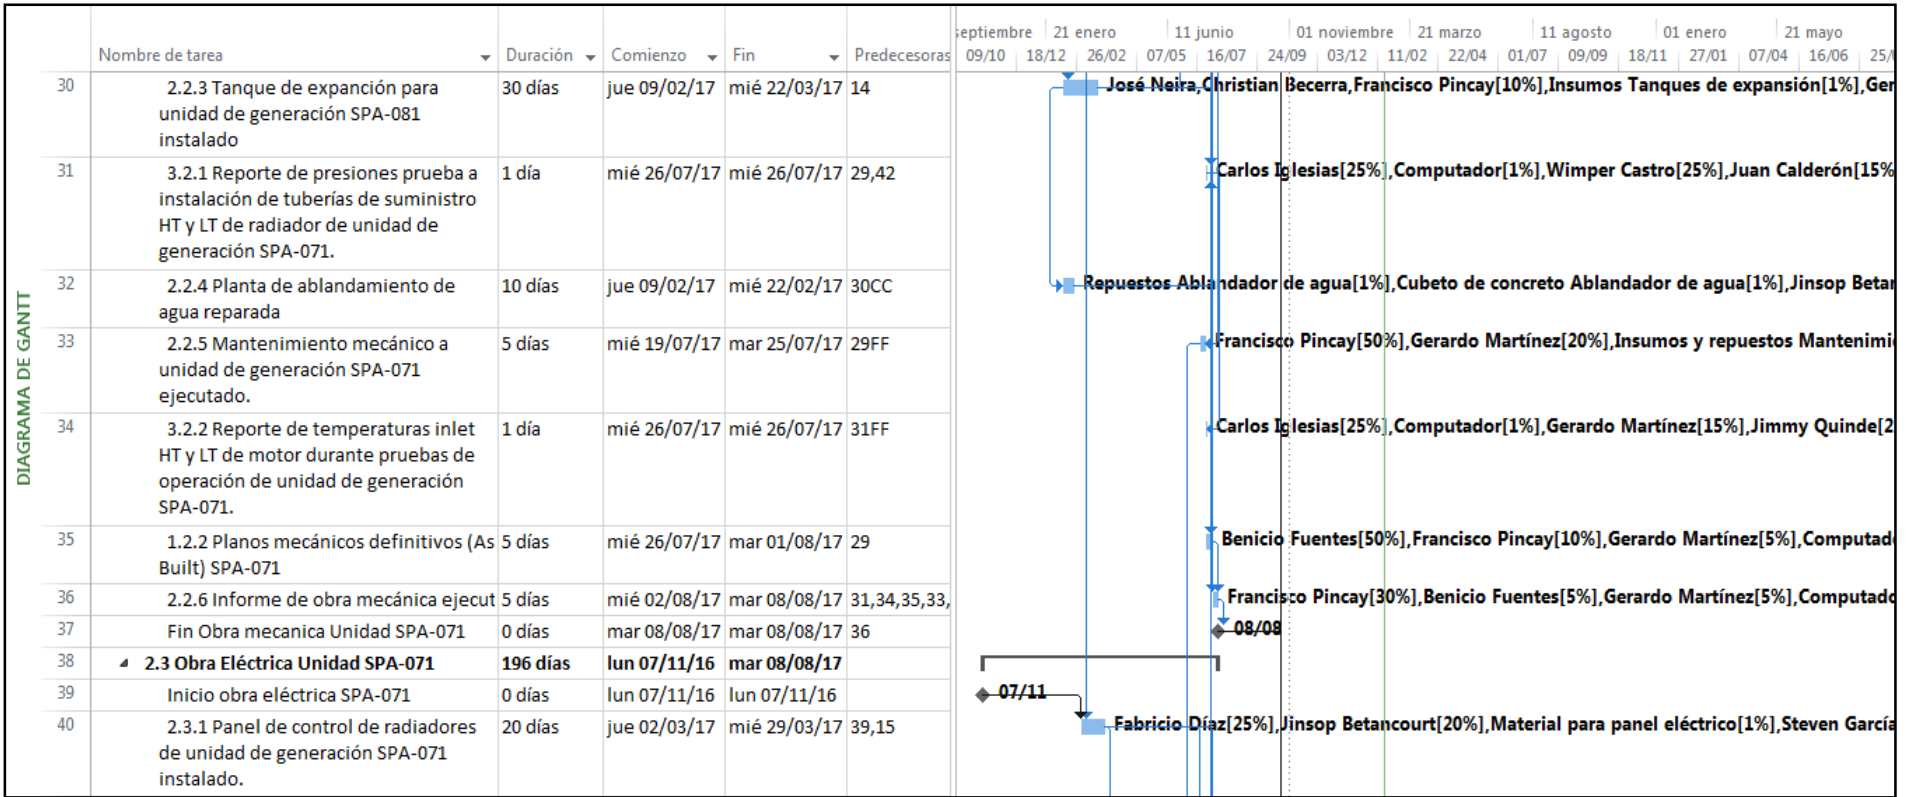 septiembre 21 enero 11 junio 01 noviembre 21 marzo 11 agosto 01 enero 21 mayo
Nombre de tarea Duración Comienzo Fin Predecesoras 09/10 18/12 26/02 07/05 16/07 24/09 03/12 11/02 22/04 01/07 09/09 18/11 27/01 07/04 16/06 25/
DIAGRAMA DE GANTT
30 2.2.3 Tanque de expanción para 30 días jue 09/02/17 mié 22/03/17 14 José Neira,Christian Becerra,Francisco Pincay[10%],Insumos Tanques de expansión[1%],Ger
unidad de generación SPA-081
instalado
31 3.2.1 Reporte de presiones prueba a 1 día mié 26/07/17 mié 26/07/17 29,42 Carlos Iglesias[25%],Computador[1%],Wimper Castro[25%],Juan Calderón[15%
instalación de tuberías de suministro
HT y LT de radiador de unidad de
generación SPA-071.
32 2.2.4 Planta de ablandamiento de 10 días jue 09/02/17 mié 22/02/17 30CC Repuestos Ablandador de agua[1%],Cubeto de concreto Ablandador de agua[1%],Jinsop Betan
agua reparada
33 2.2.5 Mantenimiento mecánico a 5 días mié 19/07/17 mar 25/07/17 29FF Francisco Pincay[50%],Gerardo Martínez[20%],Insumos y repuestos Mantenimi
unidad de generación SPA-071
ejecutado.
34 3.2.2 Reporte de temperaturas inlet 1 día mié 26/07/17 mié 26/07/17 31FF Carlos Iglesias[25%],Computador[1%],Gerardo Martínez[15%],Jimmy Quinde[2
HT y LT de motor durante pruebas de
operación de unidad de generación
SPA-071.
35 1.2.2 Planos mecánicos definitivos (As 5 días mié 26/07/17 mar 01/08/17 29 Benicio Fuentes[50%],Francisco Pincay[10%],Gerardo Martínez[5%],Computad
Built) SPA-071
36 2.2.6 Informe de obra mecánica ejecut 5 días mié 02/08/17 mar 08/08/17 31,34,35,33, Francisco Pincay[30%],Benicio Fuentes[5%],Gerardo Martínez[5%],Computado
37 Fin Obra mecanica Unidad SPA-071 0 días mar 08/08/17 mar 08/08/17 36 08/08
38 2.3 Obra Eléctrica Unidad SPA-071 196 días lun 07/11/16 mar 08/08/17
39 Inicio obra eléctrica SPA-071 0 días lun 07/11/16 lun 07/11/16 07/11
40 2.3.1 Panel de control de radiadores 20 días jue 02/03/17 mié 29/03/17 39,15 Fabricio Díaz[25%],Jinsop Betancourt[20%],Material para panel eléctrico[1%],Steven García
de unidad de generación SPA-071
instalado.